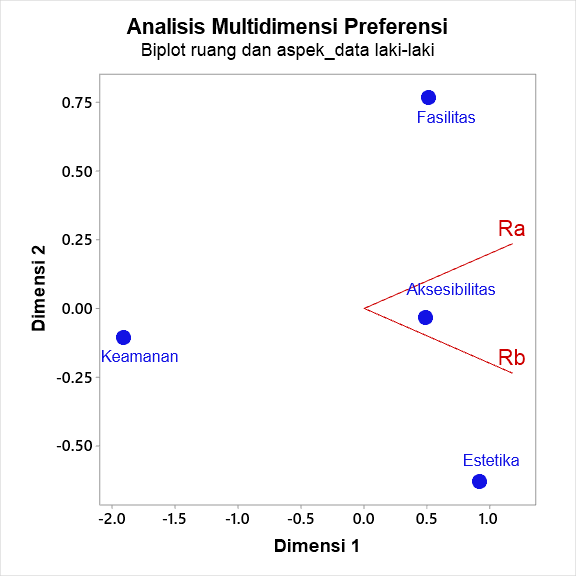 Analisis Multidimensi Preferensi
Biplot ruang dan aspek_data laki-laki
0.75
Fasilitas
0.50
0.25
Ra
Aksesibilitas
0.00
Dimensi 2
Keamanan
Rb
-0.25
-0.50
Estetika
-2.0 -1.5 -1.0 -0.5 0.0 0.5 1.0
Dimensi 1